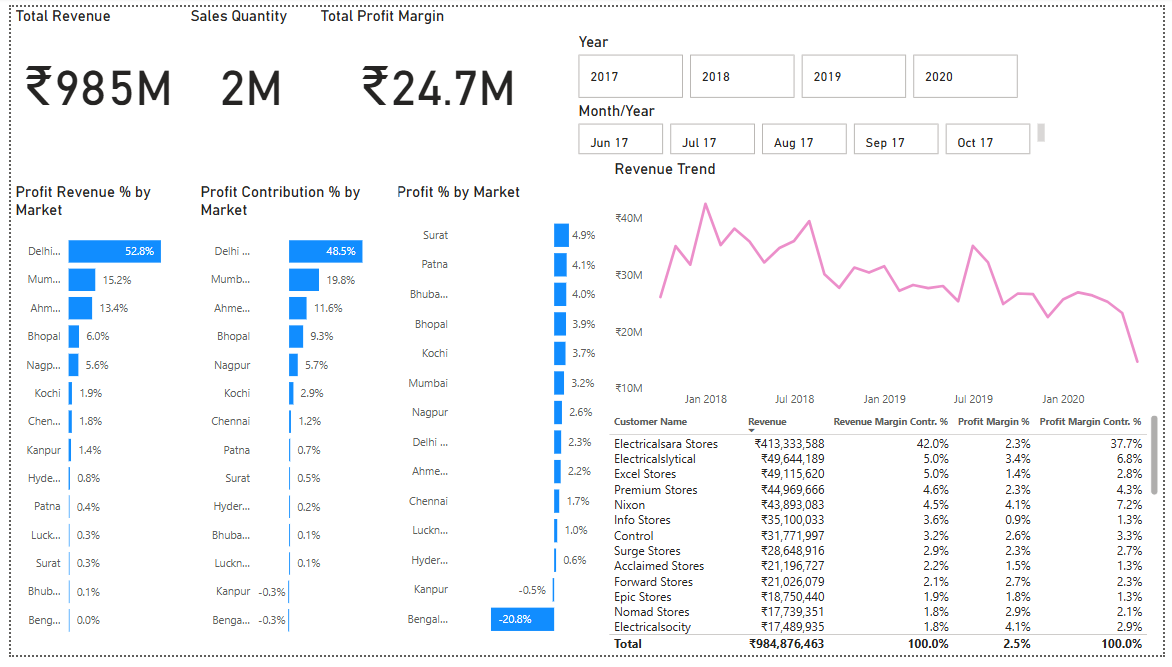 Total Revenue
Sales Quantity
Total Profit Margin
₹985M
2M
₹24.7M
Year
2017
2018
2019
2020
Month/Year
Jun 17
Jul 17
Aug 17
Sep 17
Oct 17
Profit Revenue % by
Market
Delhi... 52.8%
Mum... 15.2%
Ahm... 13.4%
Bhopal 6.0%
Nagp... 5.6%
Kochi 1.9%
Chen... 1.8%
Kanpur 1.4%
Hyde... 0.8%
Patna 0.4%
Luck... 0.3%
Surat 0.3%
Bhub... 0.1%
Beng... 0.0%
Profit Contribution % by
Market
Delhi ... 48.5%
Mumb... 19.8%
Ahme... 11.6%
Bhopal 9.3%
Nagpur 5.7%
Kochi 2.9%
Chennai 1.2%
Patna 0.7%
Surat 0.5%
Hyder... 0.2%
Bhuba... 0.1%
Luckn... 0.1%
Kanpur -0.3%
Benga... -0.3%
Profit % by Market
Surat 4.9%
Patna 4.1%
Bhuba... 4.0%
Bhopal 3.9%
Kochi 3.7%
Mumbai 3.2%
Nagpur 2.6%
Delhi ... 2.3%
Ahme... 2.2%
Chennai 1.7%
Luckn... 1.0%
Hyder... 0.6%
Kanpur -0.5%
Bengal... -20.8%
Revenue Trend
₹40M
₹30M
₹20M
₹10M
Jan 2018 Jul 2018 Jan 2019 Jul 2019 Jan 2020
Customer Name Revenue Revenue Margin Contr. % Profit Margin % Profit Margin Contr. %
Electricalsara Stores ₹413,333,588 42.0% 2.3% 37.7%
Electricalslytical ₹49,644,189 5.0% 3.4% 6.8%
Excel Stores ₹49,115,620 5.0% 1.4% 2.8%
Premium Stores ₹44,969,666 4.6% 2.3% 4.3%
Nixon ₹43,893,083 4.5% 4.1% 7.2%
Info Stores ₹35,100,033 3.6% 0.9% 1.3%
Control ₹31,771,997 3.2% 2.6% 3.3%
Surge Stores ₹28,648,916 2.9% 2.3% 2.7%
Acclaimed Stores ₹21,196,727 2.2% 1.5% 1.3%
Forward Stores ₹21,026,079 2.1% 2.7% 2.3%
Epic Stores ₹18,750,440 1.9% 1.8% 1.3%
Nomad Stores ₹17,739,351 1.8% 2.9% 2.1%
Electricalsocity ₹17,489,935 1.8% 4.1% 2.9%
Total ₹984,876,463 100.0% 2.5% 100.0%